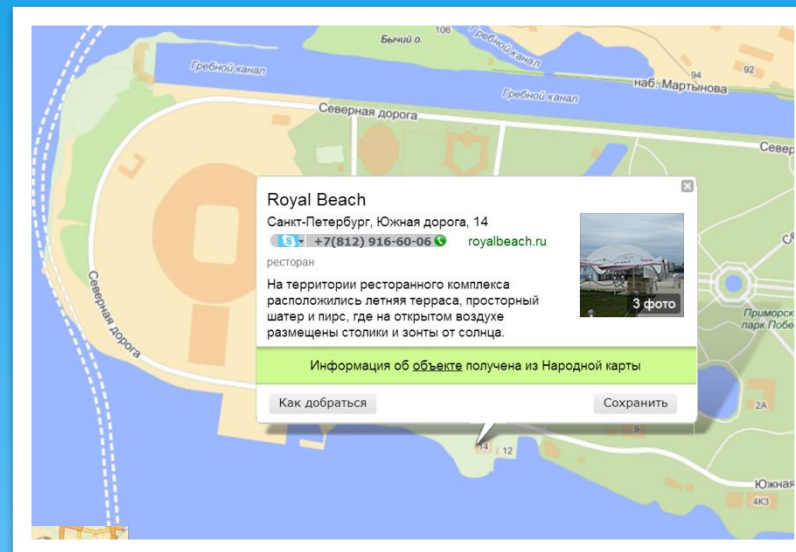 106
Бычий о.
Гребной канал
Гребной канал
94
92
наб. Мартынова
Гребной канал
Северная дорога
Север
Северная дорога
Royal Beach
Санкт-Петербург, Южная дорога, 14
+7(812) 916-60-06
royalbeach.ru
ресторан
На территории ресторанного комплекса
расположились летняя терраса, просторный
шатер и пирс, где на открытом воздухе
размещены столики и зонты от солнца.
3 фото
Информация об объекте получена из Народной карты
Как добраться
Сохранить
Приморск
парк Побе
2А
9
14
12
Южная
4К3